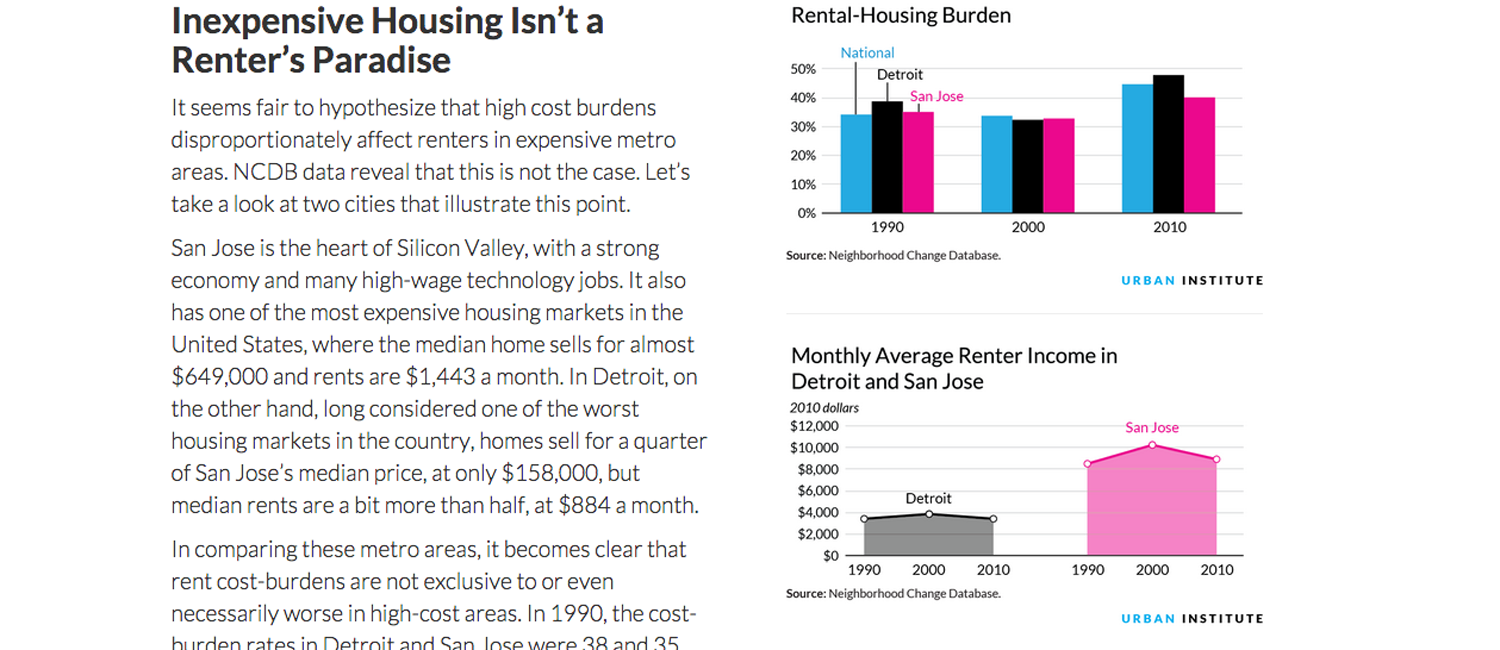 Inexpensive Housing Isn't a
Renter's Paradise
It seems fair to hypothesize that high cost burdens
disproportionately affect renters in expensive metro
areas. NCDB data reveal that this is not the case. Let's
take a look at two cities that illustrate this point.
San Jose is the heart of Silicon Valley, with a strong
economy and many high-wage technology jobs. It also
has one of the most expensive housing markets in the
United States, where the median home sells for almost
$649,000 and rents are $1,443 a month. In Detroit, on
the other hand, long considered one of the worst
housing markets in the country, homes sell for a quarter
of San Jose's median price, at only $158,000, but
median rents are a bit more than half, at $884 a month.
In comparing these metro areas, it becomes clear that
rent cost-burdens are not exclusive to or even
necessarily worse in high-cost areas. In 1990, the cost-
burden rates in Detroit and San Jose were 38 and 35
Rental-Housing Burden
National
Detroit
San Jose
50%
40%
30%
20%
10%
0%
1990 2000 2010
Source: Neighborhood Change Database.
URBAN INSTITUTE
Monthly Average Renter Income in
Detroit and San Jose
2010 dollars
$12,000
$10,000
$8,000
$6,000
$4,000
$2,000
$0
San Jose
Detroit
1990 2000 2010 1990 2000 2010
Source: Neighborhood Change Database.
URBAN INSTITUTE